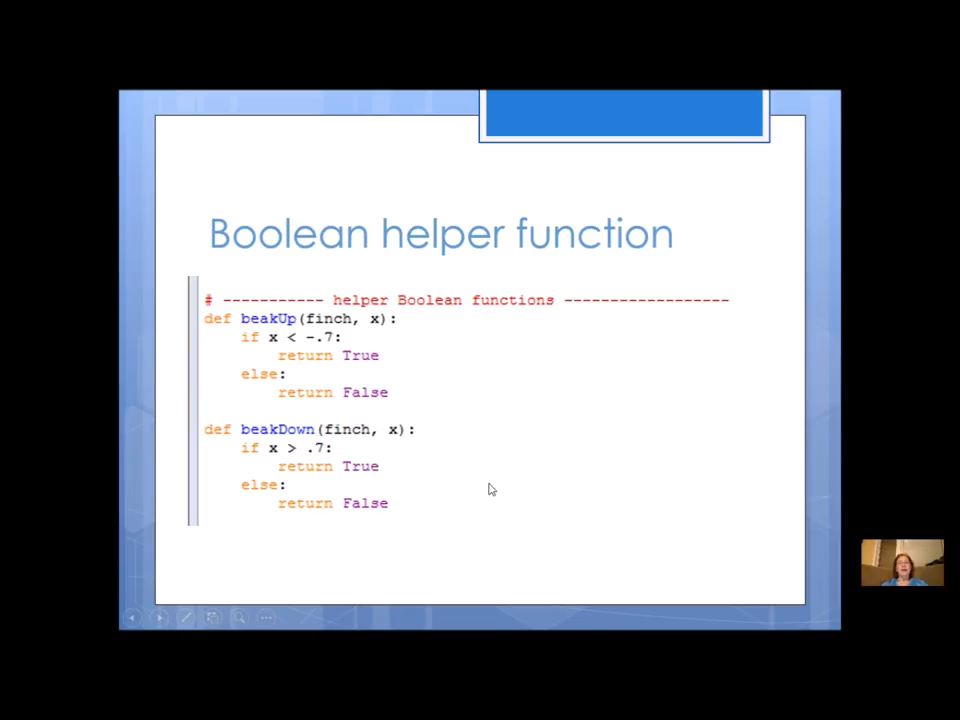 Boolean helper function
# ----------- helper Boolean functions ------------------
def beakUp(finch, x):
    if x < -.7:
        return True
    else:
        return False
def beakDown(finch, x):
    if x > .7:
        return True
    else:
        return False